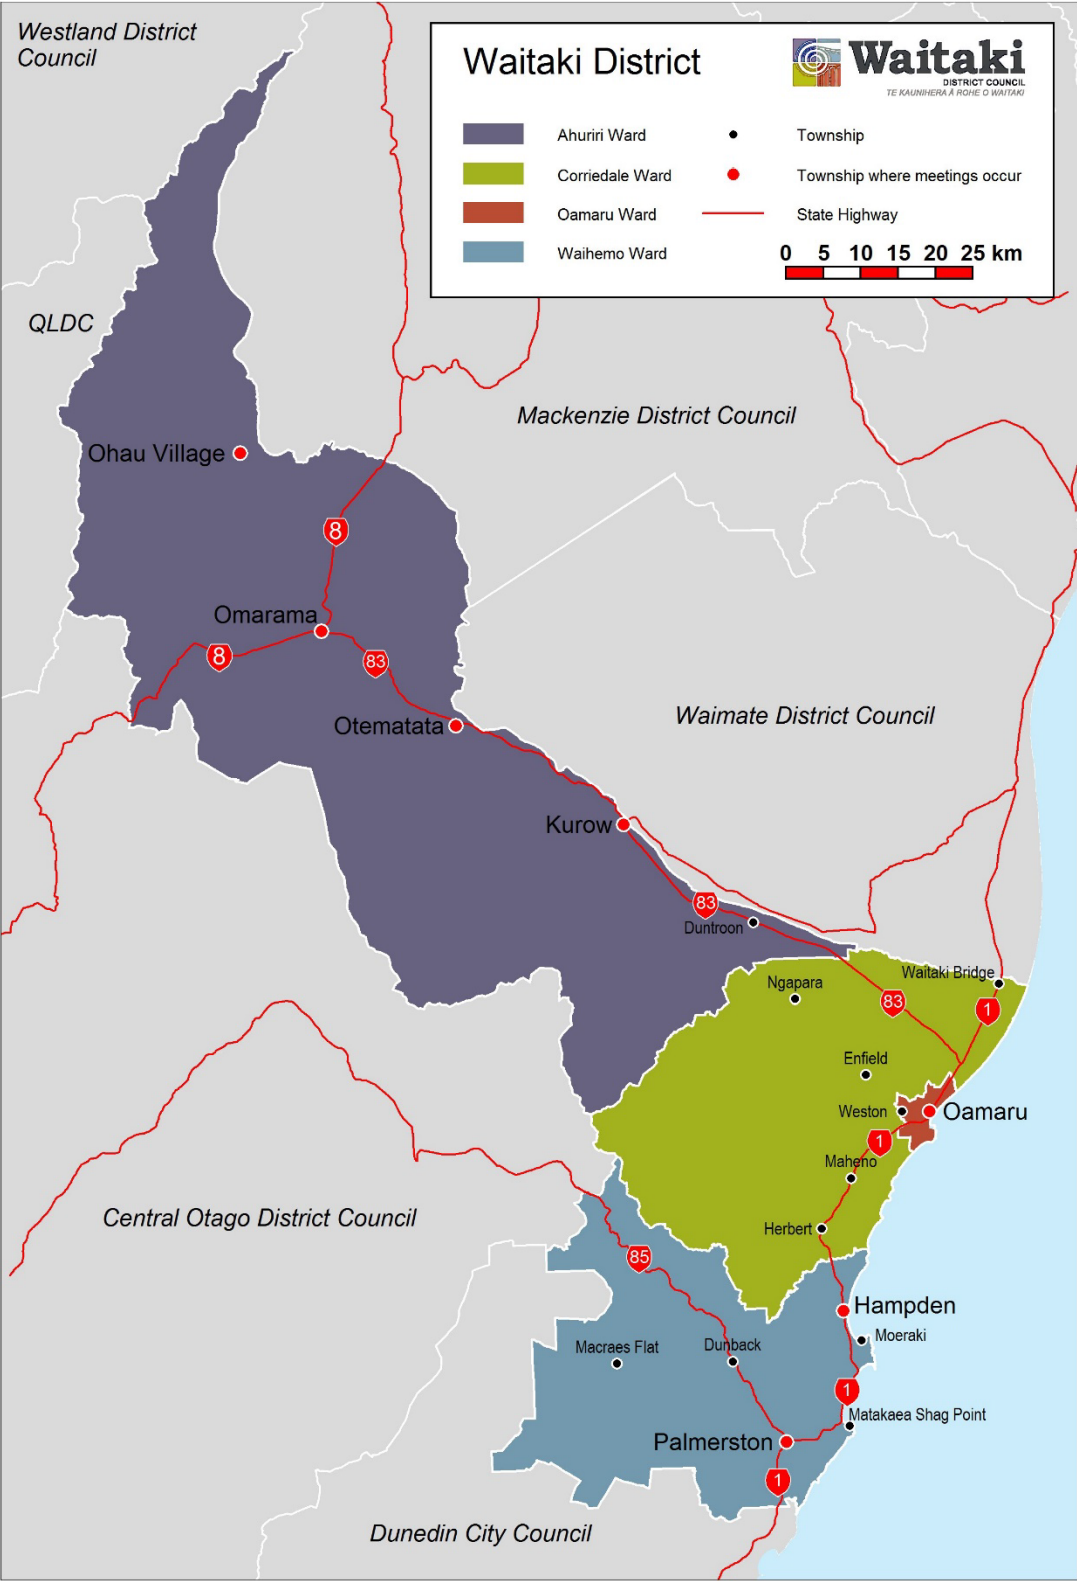 Westland District
Council
Waitaki District
Waitaki
DISTRICT COUNCIL
TE KAUNIHERA Ā ROHE O WAITAKI
Ahuriri Ward
Township
Corriedale Ward
Township where meetings occur
Oamaru Ward
State Highway
Waihemo Ward
0 5 10 15 20 25 km
QLDC
Mackenzie District Council
Ohau Village
8
Omarama
8
83
Otematata
Waimate District Council
Kurow
83
Duntroon
Waitaki Bridge
Ngapara
83
1
Enfield
Weston
Oamaru
1
Maheno
Central Otago District Council
Herbert
85
Hampden
Moeraki
Macraes Flat
Dunback
1
Matakaea Shag Point
Palmerston
1
Dunedin City Council